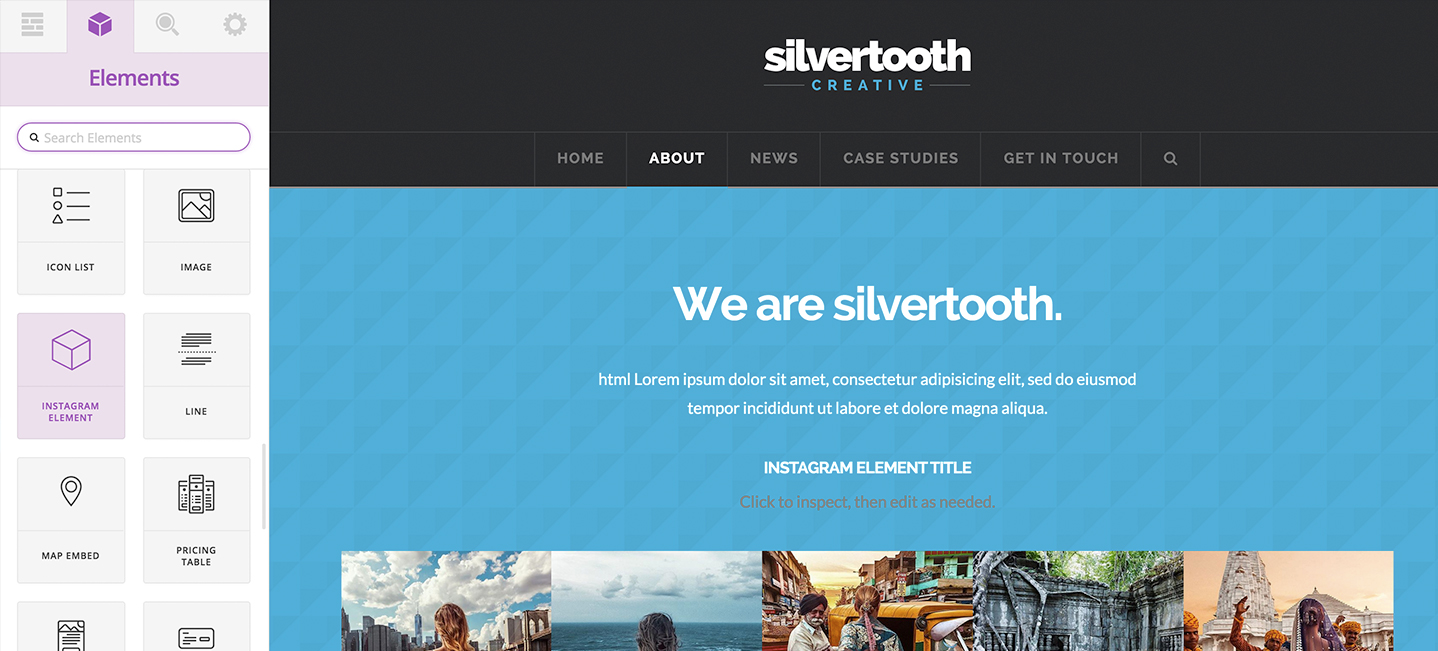 Elements
Search Elements
ICON LIST
IMAGE
INSTAGRAM
ELEMENT
LINE
MAP EMBED
PRICING
TABLE
silvertooth
CREATIVE
HOME
ABOUT
NEWS
CASE STUDIES
GET IN TOUCH
We are silvertooth.
html Lorem ipsum dolor sit amet, consectetur adipisicing elit, sed do eiusmod
tempor incididunt ut labore et dolore magna aliqua.
INSTAGRAM ELEMENT TITLE
Click to inspect, then edit as needed.